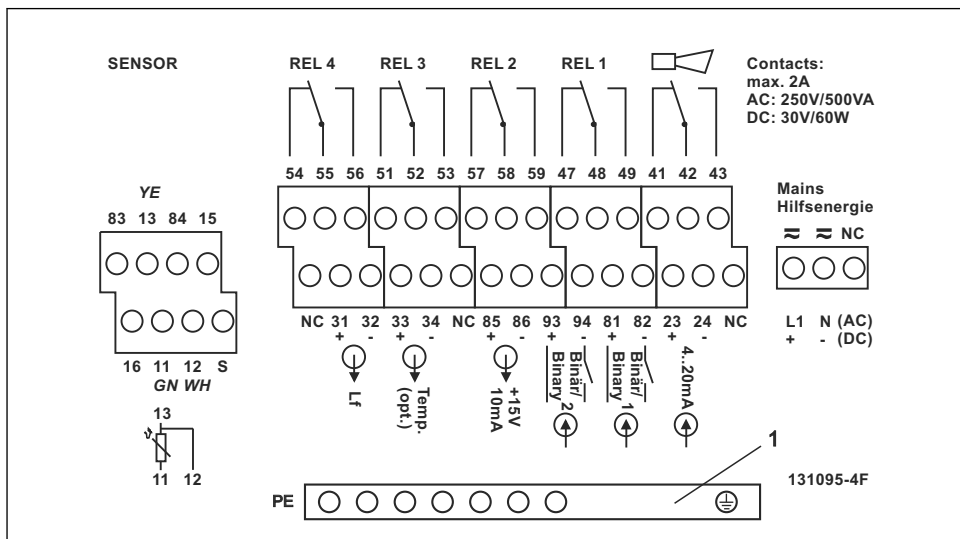 SENSOR
REL 4 REL 3 REL 2 REL 1
Contacts:
max. 2A
AC: 250V/500VA
DC: 30V/60W
54 55 56 51 52 53 57 58 59 47 48 49 41 42 43
YE
83 13 84 15
Mains
Hilfsenergie
NC
NC 31 32 33 34 NC 85 86 93 94 81 82 23 24 NC
+ - + - + - + - + - + -
L1 N (AC)
+ - (DC)
16 11 12 S
GN WH
Lf
Temp.
(opt.)
+15V
10mA
Binär/
Binary 2
Binär/
Binary 1
4..20mA
13
11 12
1
131095-4F
PE